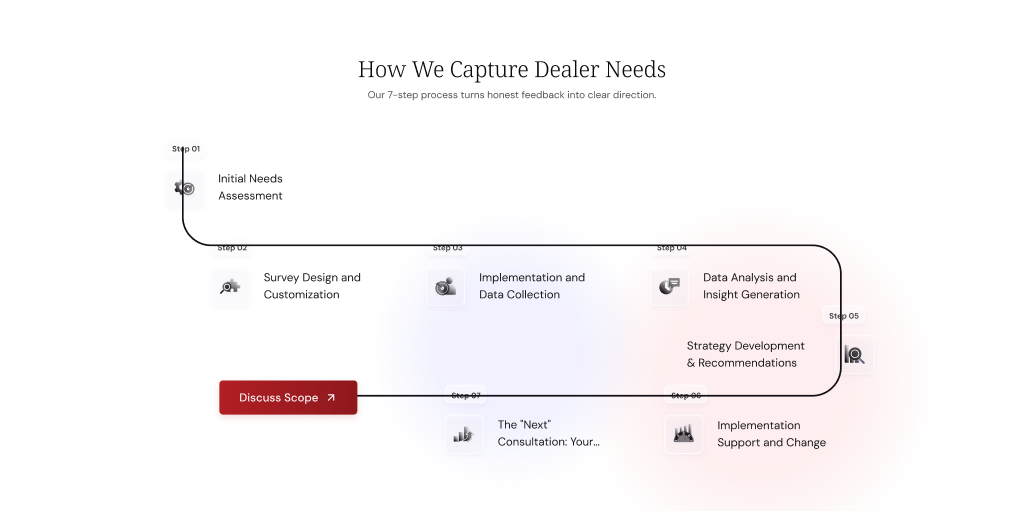 How We Capture Dealer Needs
Our 7-step process turns honest feedback into clear direction.
Step 01
Initial Needs
Assessment
Step 02
Survey Design and
Customization
Step 03
Implementation and
Data Collection
Step 04
Data Analysis and
Insight Generation
Step 05
Strategy Development
& Recommendations
Step 06
Implementation
Support and Change
Step 07
The "Next"
Consultation: Your...
Discuss Scope